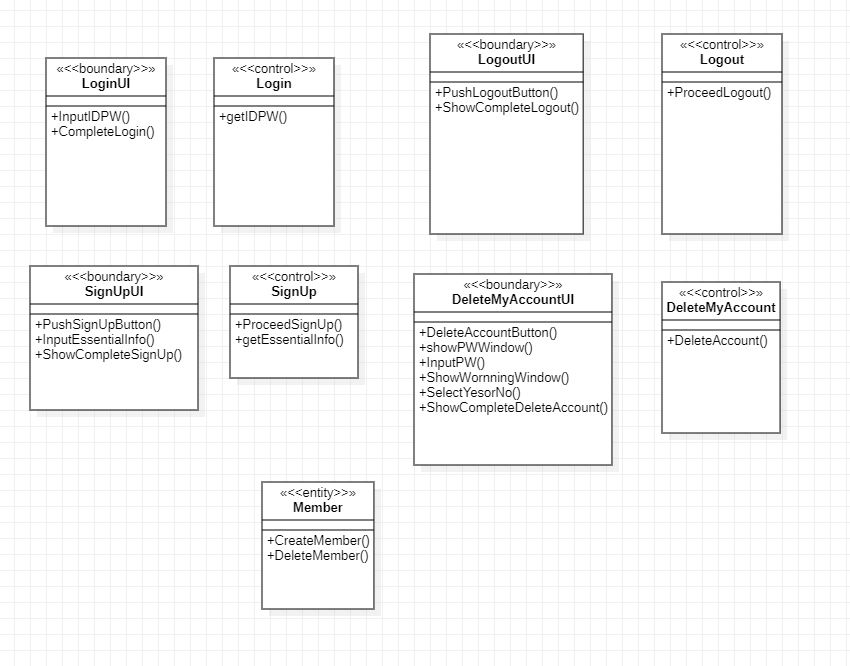 «<<boundary>>»
LoginUI
+InputIDPW()
+CompleteLogin()
«<<control>>»
Login
+getIDPW()
«<<boundary>>»
LogoutUI
+PushLogoutButton()
+ShowCompleteLogout()
«<<control>>»
Logout
+ProceedLogout()
«<<boundary>>»
SignUpUI
+PushSignUpButton()
+InputEssentialInfo()
+ShowCompleteSignUp()
«<<control>>»
SignUp
+ProceedSignUp()
+getEssentialInfo()
«<<boundary>>»
DeleteMyAccountUI
+DeleteAccountButton()
+showPWWindow()
+InputPW()
+ShowWornningWindow()
+SelectYesorNo()
+ShowCompleteDeleteAccount()
«<<control>>»
DeleteMyAccount
+DeleteAccount()
«<<entity>>»
Member
+CreateMember()
+DeleteMember()